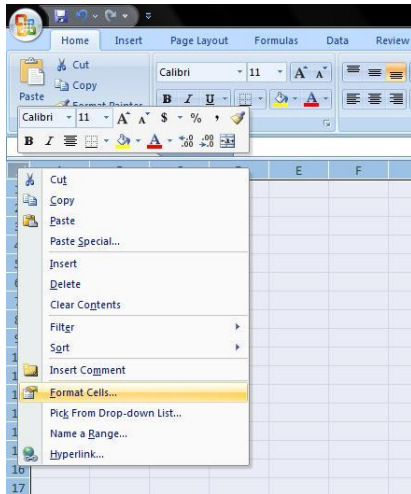 Home Insert Page Layout Formulas Data Review
Cut
Copy
Paste
Calibri 11 A A
B I U A
Calibri 11 A A $ % ,
B I A .00 .00
E F
Cut
Copy
Paste
Paste Special...
Insert
Delete
Clear Contents
Filter
Sort
Insert Comment
Format Cells...
Pick From Drop-down List...
Name a Range...
Hyperlink...
16
17